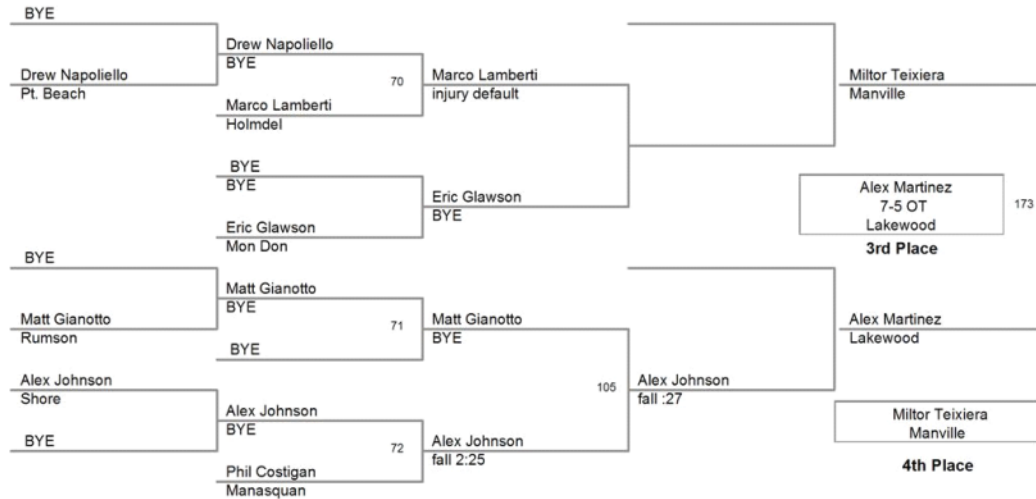 BYE
Drew Napoliello
Pt. Beach
Drew Napoliello
BYE
70
Marco Lamberti
Holmdel
Marco Lamberti
injury default
BYE
BYE
Eric Glawson
Mon Don
Eric Glawson
BYE
Miltor Teixiera
Manville
Alex Martinez
7-5 OT
Lakewood
173
3rd Place
BYE
Matt Gianotto
Rumson
Matt Gianotto
BYE
71
BYE
Matt Gianotto
BYE
Alex Johnson
Shore
BYE
Alex Johnson
BYE
72
Phil Costigan
Manasquan
Alex Johnson
fall 2:25
105
Alex Johnson
fall :27
Alex Martinez
Lakewood
Miltor Teixiera
Manville
4th Place